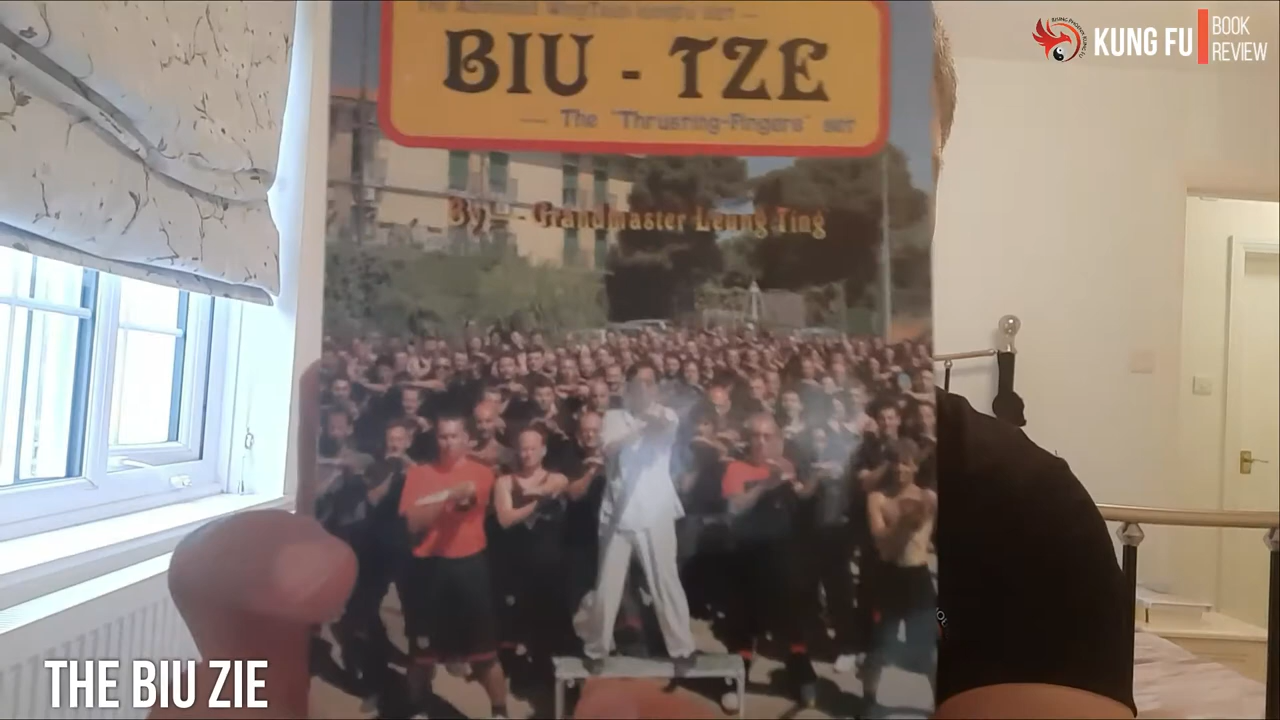 BIU - TZE
— The "Thrusting-Fingers" set
By, - Grandmaster Leung Ting
KUNG FU
BOOK
REVIEW
THE BIU ZIE